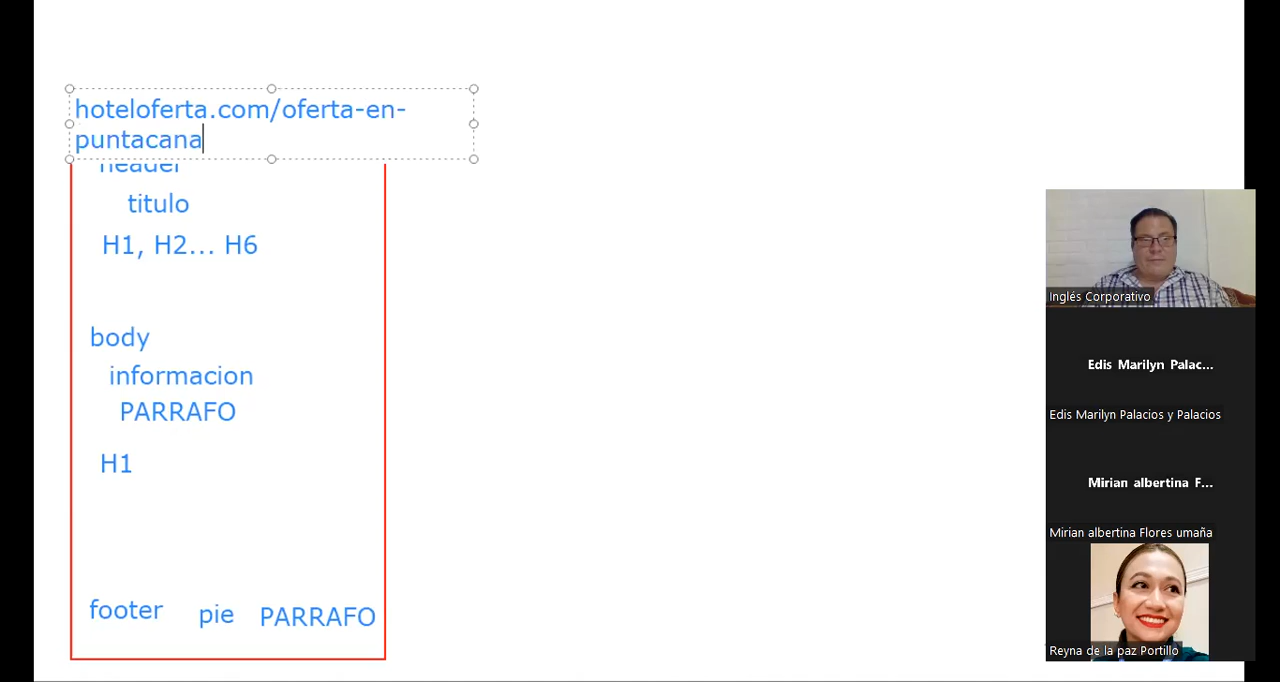 hoteloferta.com/oferta-en-
puntacana
header
titulo
H1, H2... H6
body
informacion
PARRAFO
H1
footer pie PARRAFO
Inglés Corporativo
Edis Marilyn Palac...
Edis Marilyn Palacios y Palacios
Mirian albertina F...
Mirian albertina Flores umaña
Reyna de la paz Portillo